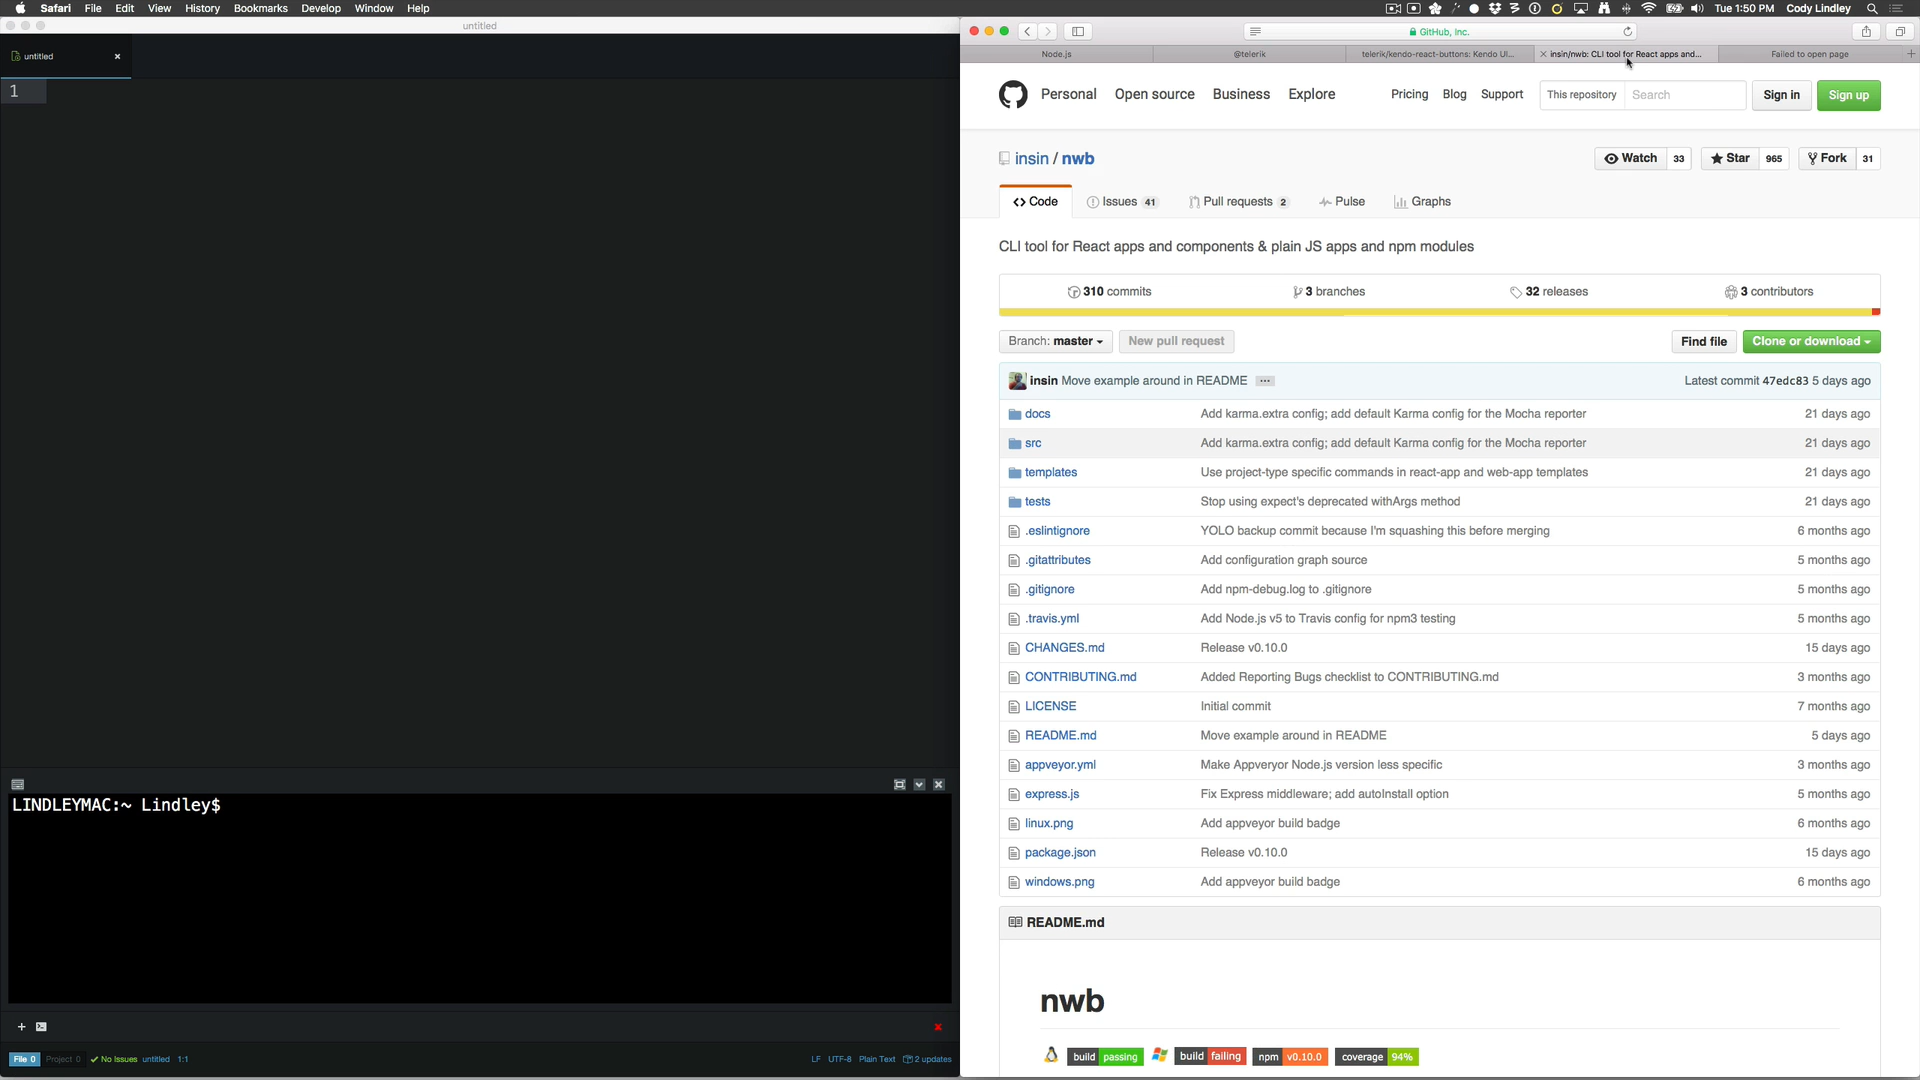 Safari File Edit View History Bookmarks Develop Window Help
Tue 1:50 PM Cody Lindley
untitled
untitled
1
LINDLEYMAC:~ Lindley$
File 0 Project 0 No Issues untitled 1:1
LF UTF-8 Plain Text 2 updates
GitHub, Inc.
Node.js
@telerik
telerik/kendo-react-buttons: Kendo UI...
insin/nwb: CLI tool for React apps and...
Failed to open page
Personal Open source Business Explore
Pricing Blog Support
This repository Search
Sign in Sign up
insin / nwb
Watch 33 Star 965 Fork 31
Code Issues 41 Pull requests 2 Pulse Graphs
CLI tool for React apps and components & plain JS apps and npm modules
310 commits 3 branches 32 releases 3 contributors
Branch: master New pull request Find file Clone or download
insin Move example around in README ... Latest commit 47edc83 5 days ago
docs Add karma.extra config; add default Karma config for the Mocha reporter 21 days ago
src Add karma.extra config; add default Karma config for the Mocha reporter 21 days ago
templates Use project-type specific commands in react-app and web-app templates 21 days ago
tests Stop using expect's deprecated withArgs method 21 days ago
.eslintignore YOLO backup commit because I'm squashing this before merging 6 months ago
.gitattributes Add configuration graph source 5 months ago
.gitignore Add npm-debug.log to .gitignore 5 months ago
.travis.yml Add Node.js v5 to Travis config for npm3 testing 5 months ago
CHANGES.md Release v0.10.0 15 days ago
CONTRIBUTING.md Added Reporting Bugs checklist to CONTRIBUTING.md 3 months ago
LICENSE Initial commit 7 months ago
README.md Move example around in README 5 days ago
appveyor.yml Make Appveryor Node.js version less specific 3 months ago
express.js Fix Express middleware; add autoInstall option 5 months ago
linux.png Add appveyor build badge 6 months ago
package.json Release v0.10.0 15 days ago
windows.png Add appveyor build badge 6 months ago
README.md
nwb
build passing build failing npm v0.10.0 coverage 94%